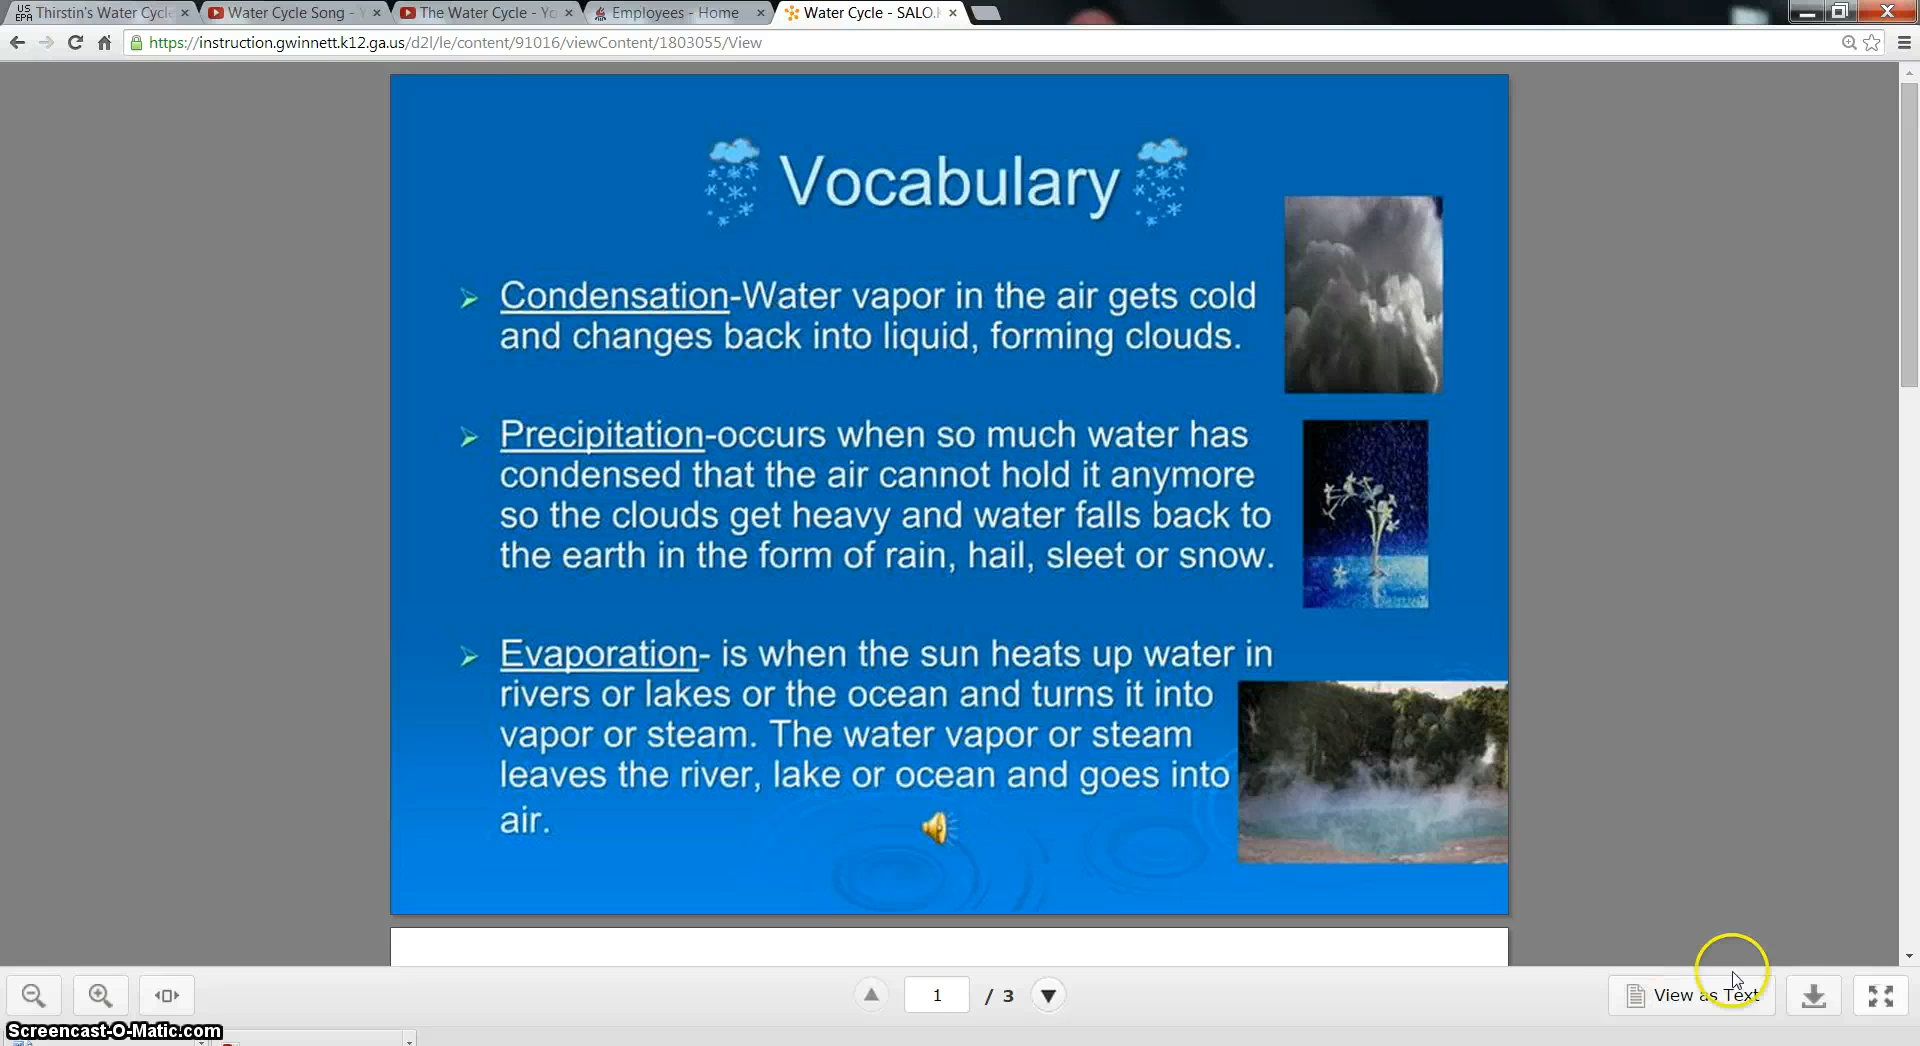 US
EPA
Thirstin's Water Cycle
Water Cycle Song - Y
The Water Cycle - Yo
Employees - Home
Water Cycle - SALO.
https://instruction.gwinnett.k12.ga.us/d2l/le/content/91016/viewContent/1803055/View
Vocabulary
Condensation-Water vapor in the air gets cold
and changes back into liquid, forming clouds.
Precipitation-occurs when so much water has
condensed that the air cannot hold it anymore
so the clouds get heavy and water falls back to
the earth in the form of rain, hail, sleet or snow.
Evaporation- is when the sun heats up water in
rivers or lakes or the ocean and turns it into
vapor or steam. The water vapor or steam
leaves the river, lake or ocean and goes into
air.
1 / 3
View as Text
Screencast-O-Matic.com